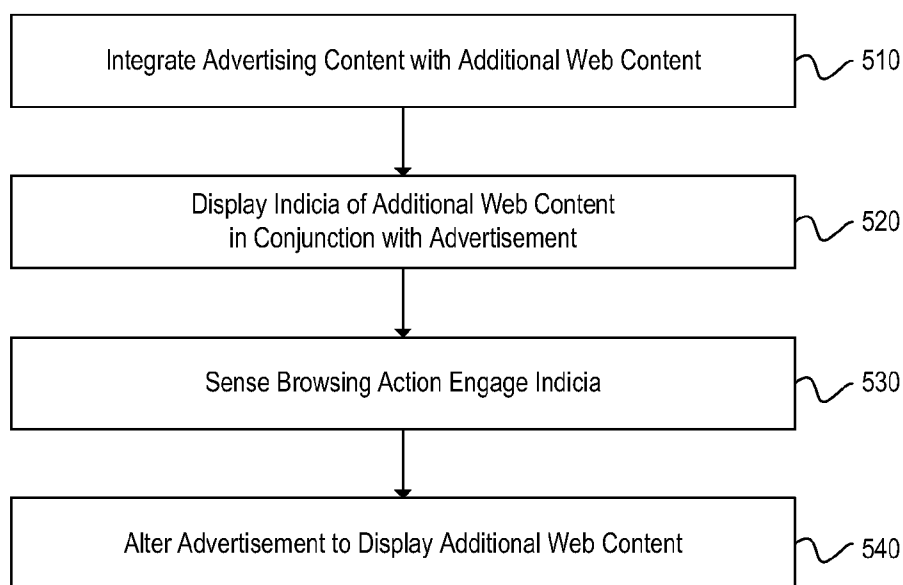 Integrate Advertising Content with Additional Web Content
510
Display Indicia of Additional Web Content
in Conjunction with Advertisement
520
Sense Browsing Action Engage Indicia
530
Alter Advertisement to Display Additional Web Content
540